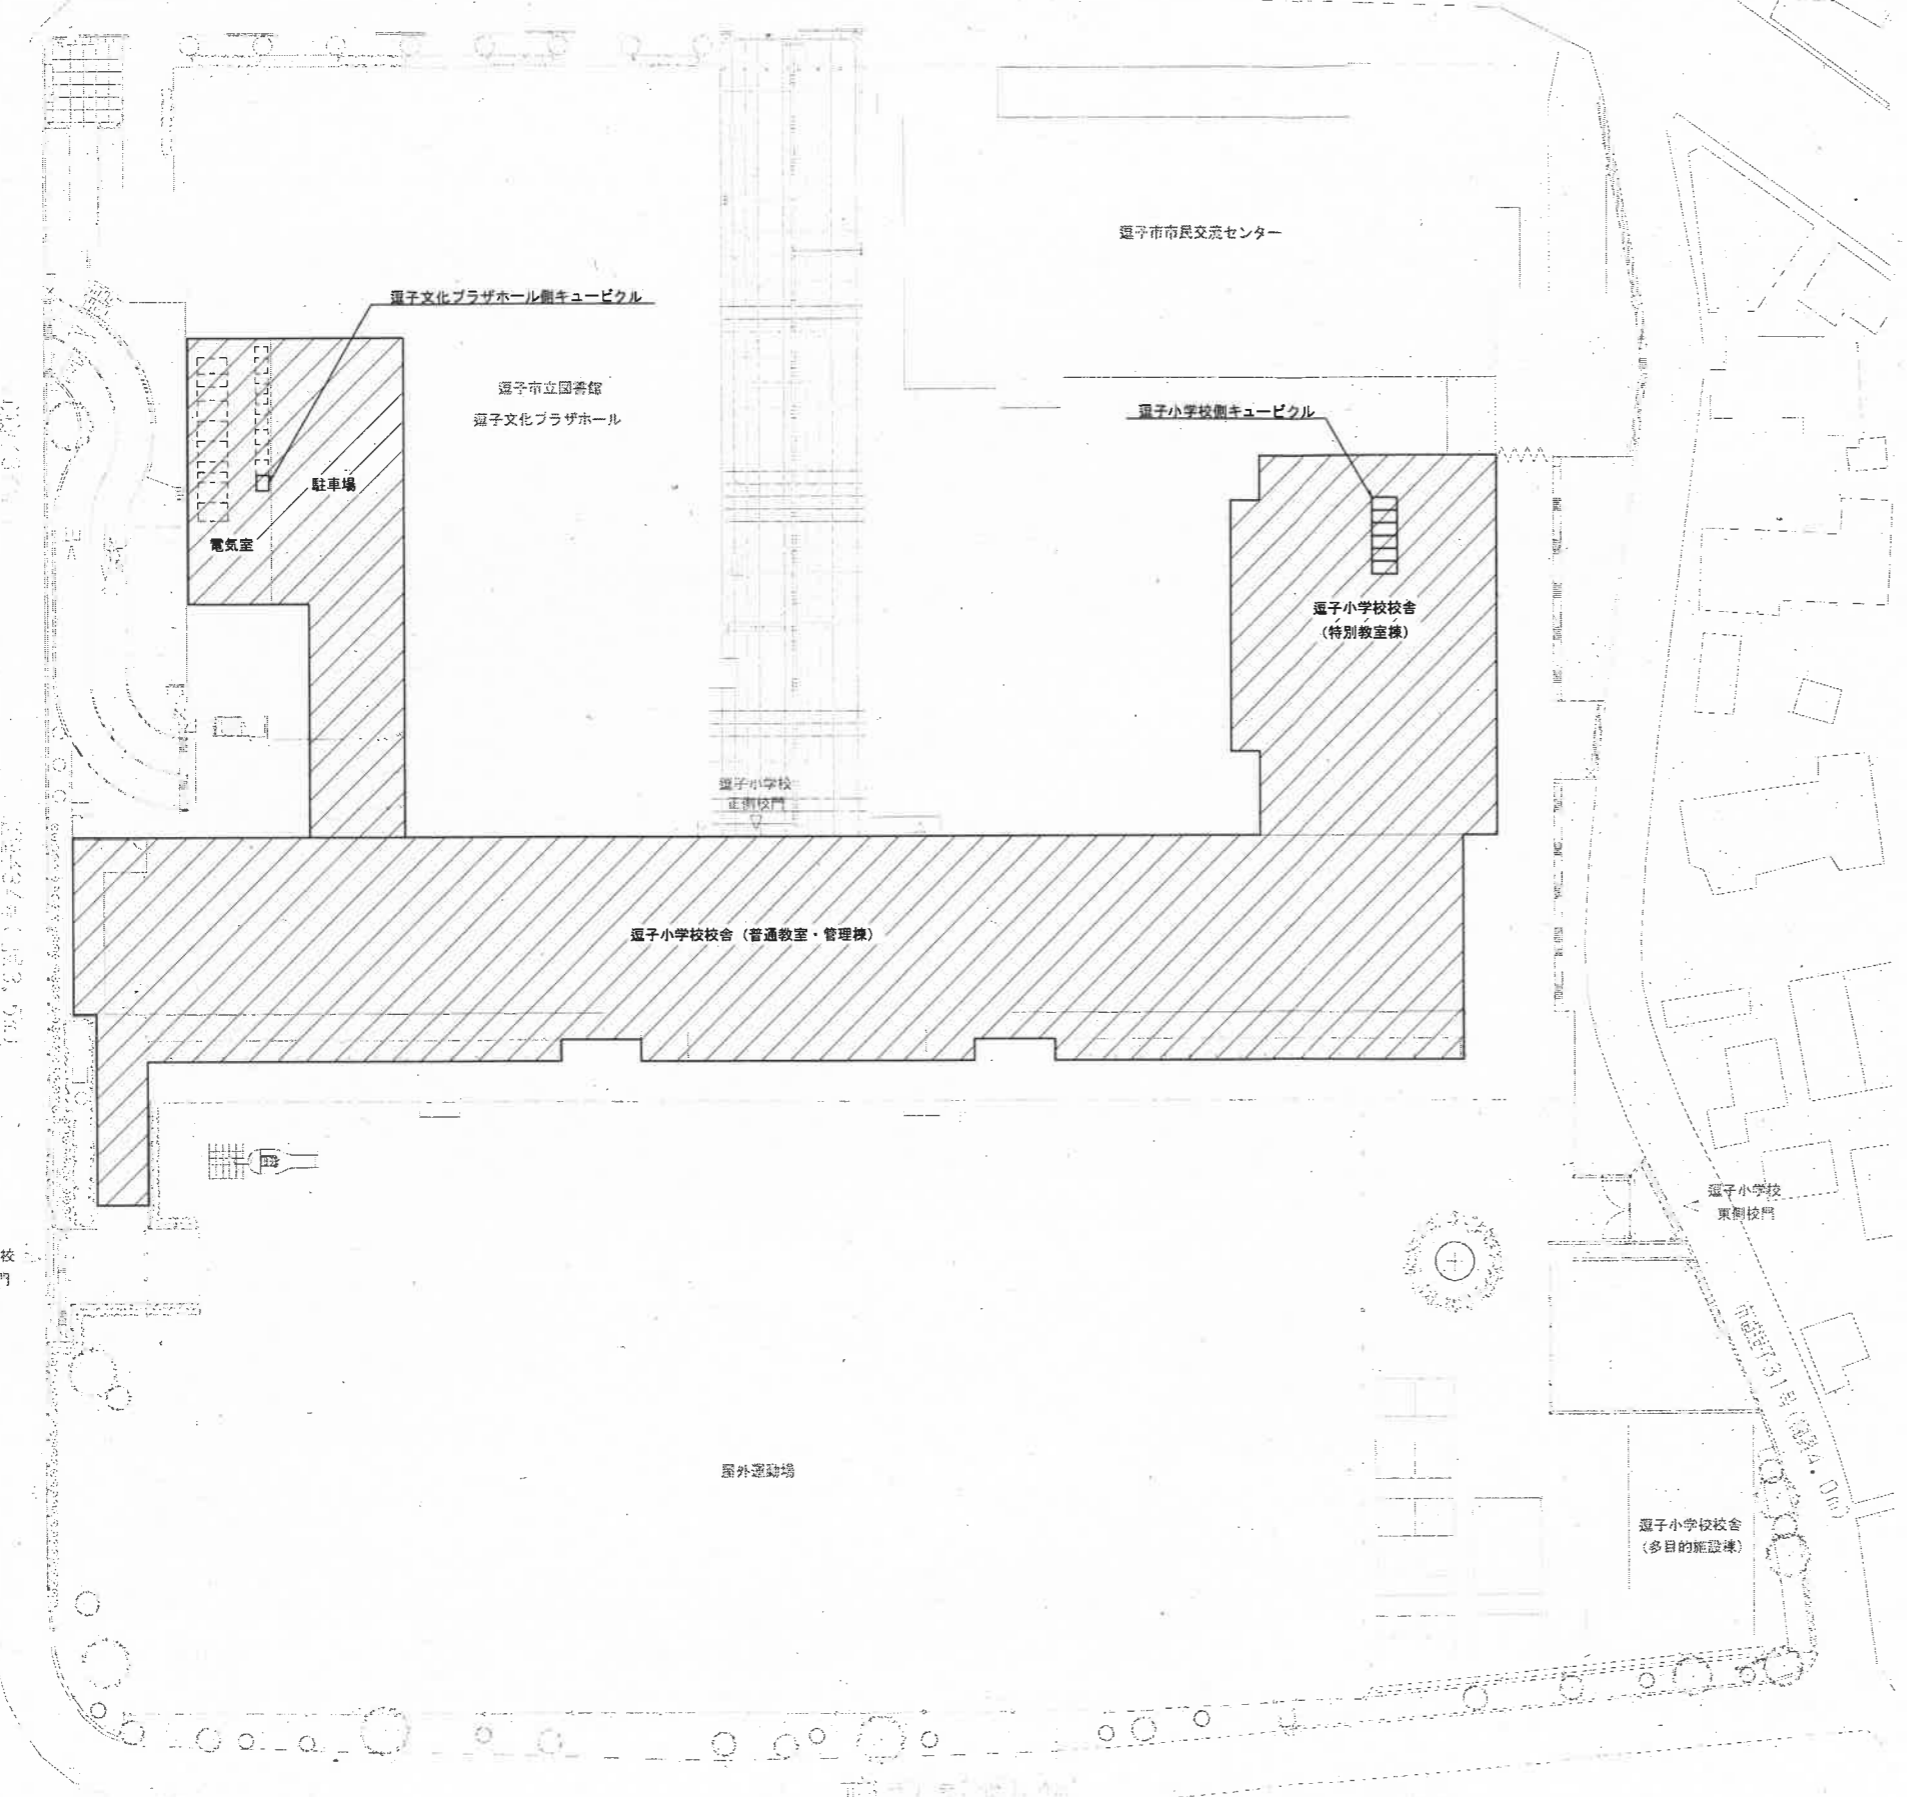 逗子市市民交流センター
逗子文化プラザホール側キュービクル
逗子市立図書館
逗子文化プラザホール
逗子小学校側キュービクル
駐車場
電気室
逗子小学校校舎
（特別教室棟）
逗子小学校
正側校門
逗子小学校校舎（普通教室・管理棟）
逗子小学校
東側校門
校
門
屋外運動場
逗子小学校校舎
（多目的施設棟）